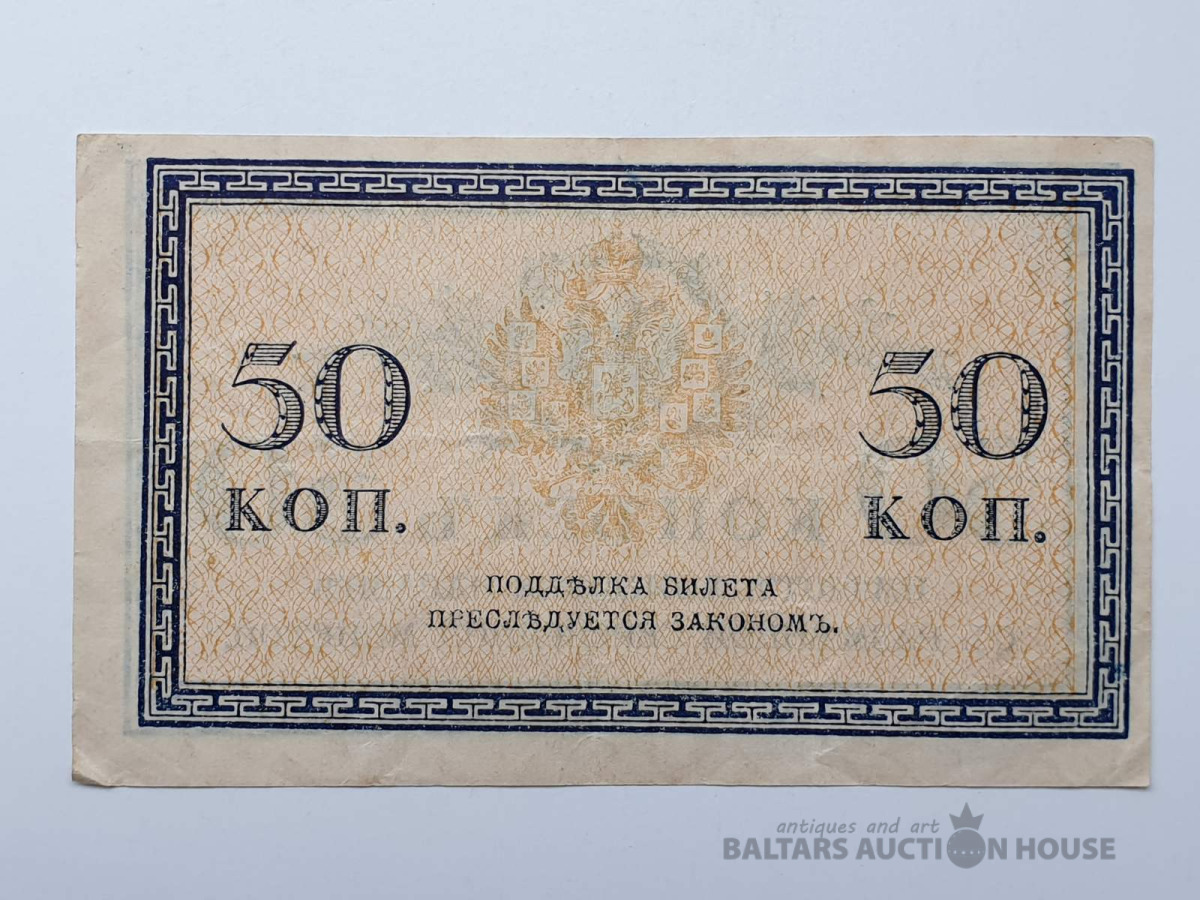 50 50
КОП. КОП.
ПОДДѢЛКА БИЛЕТА
ПРЕСЛѢДУЕТСЯ ЗАКОНОМЪ.
antiques and art
BALTARS AUCTION HOUSE